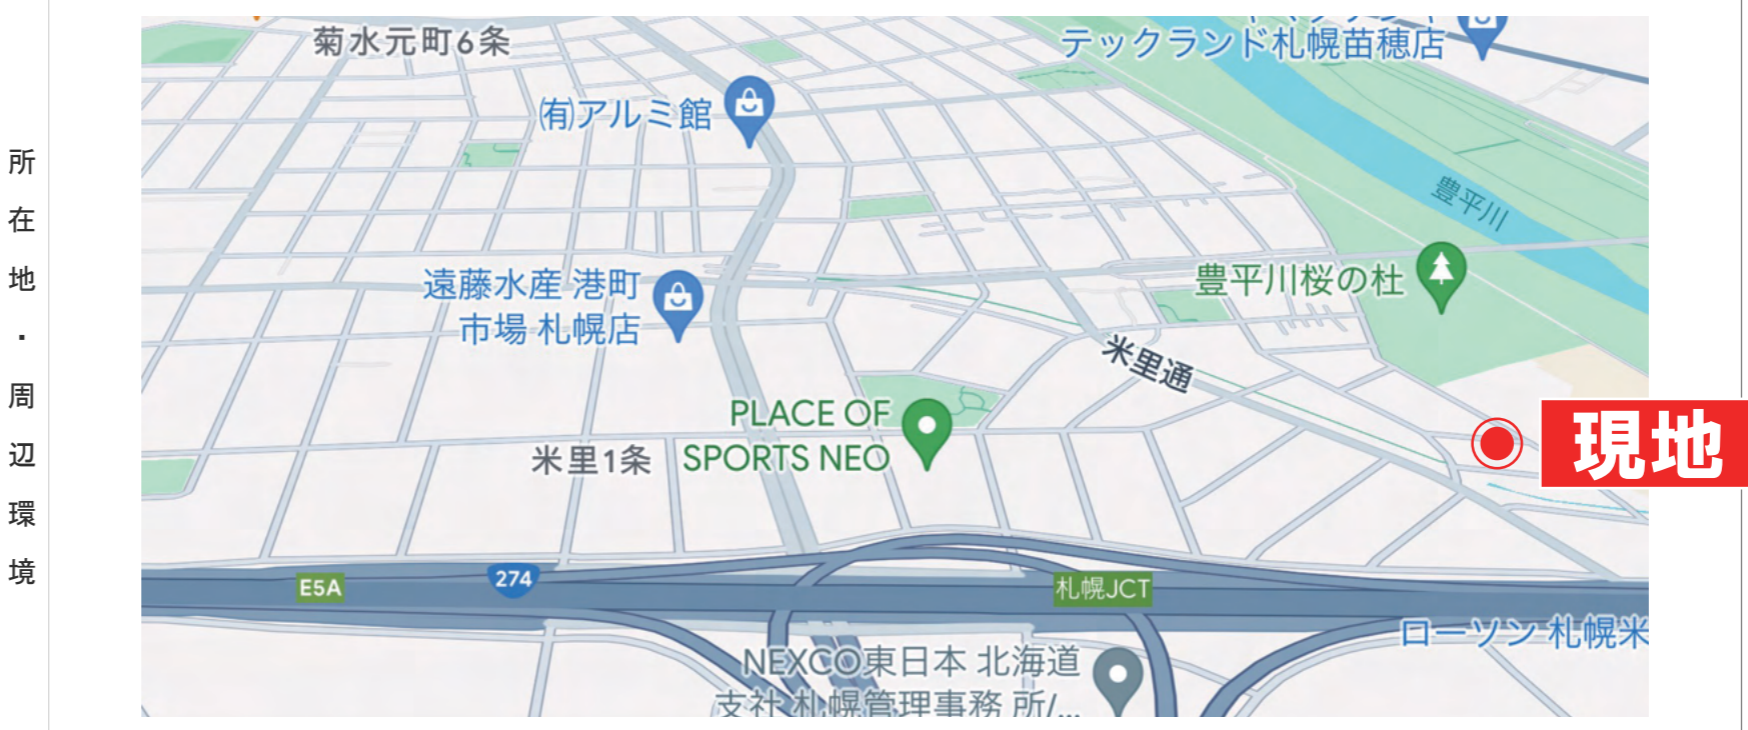 所在地・周辺環境
菊水元町6条
テックランド札幌苗穂店
㈲アルミ館
豊平川
遠藤水産 港町
市場 札幌店
豊平川桜の杜
米里通
PLACE OF
SPORTS NEO
米里1条
現地
E5A
274
札幌JCT
ローソン 札幌米
NEXCO東日本 北海道
支社 札幌管理事務 所/...